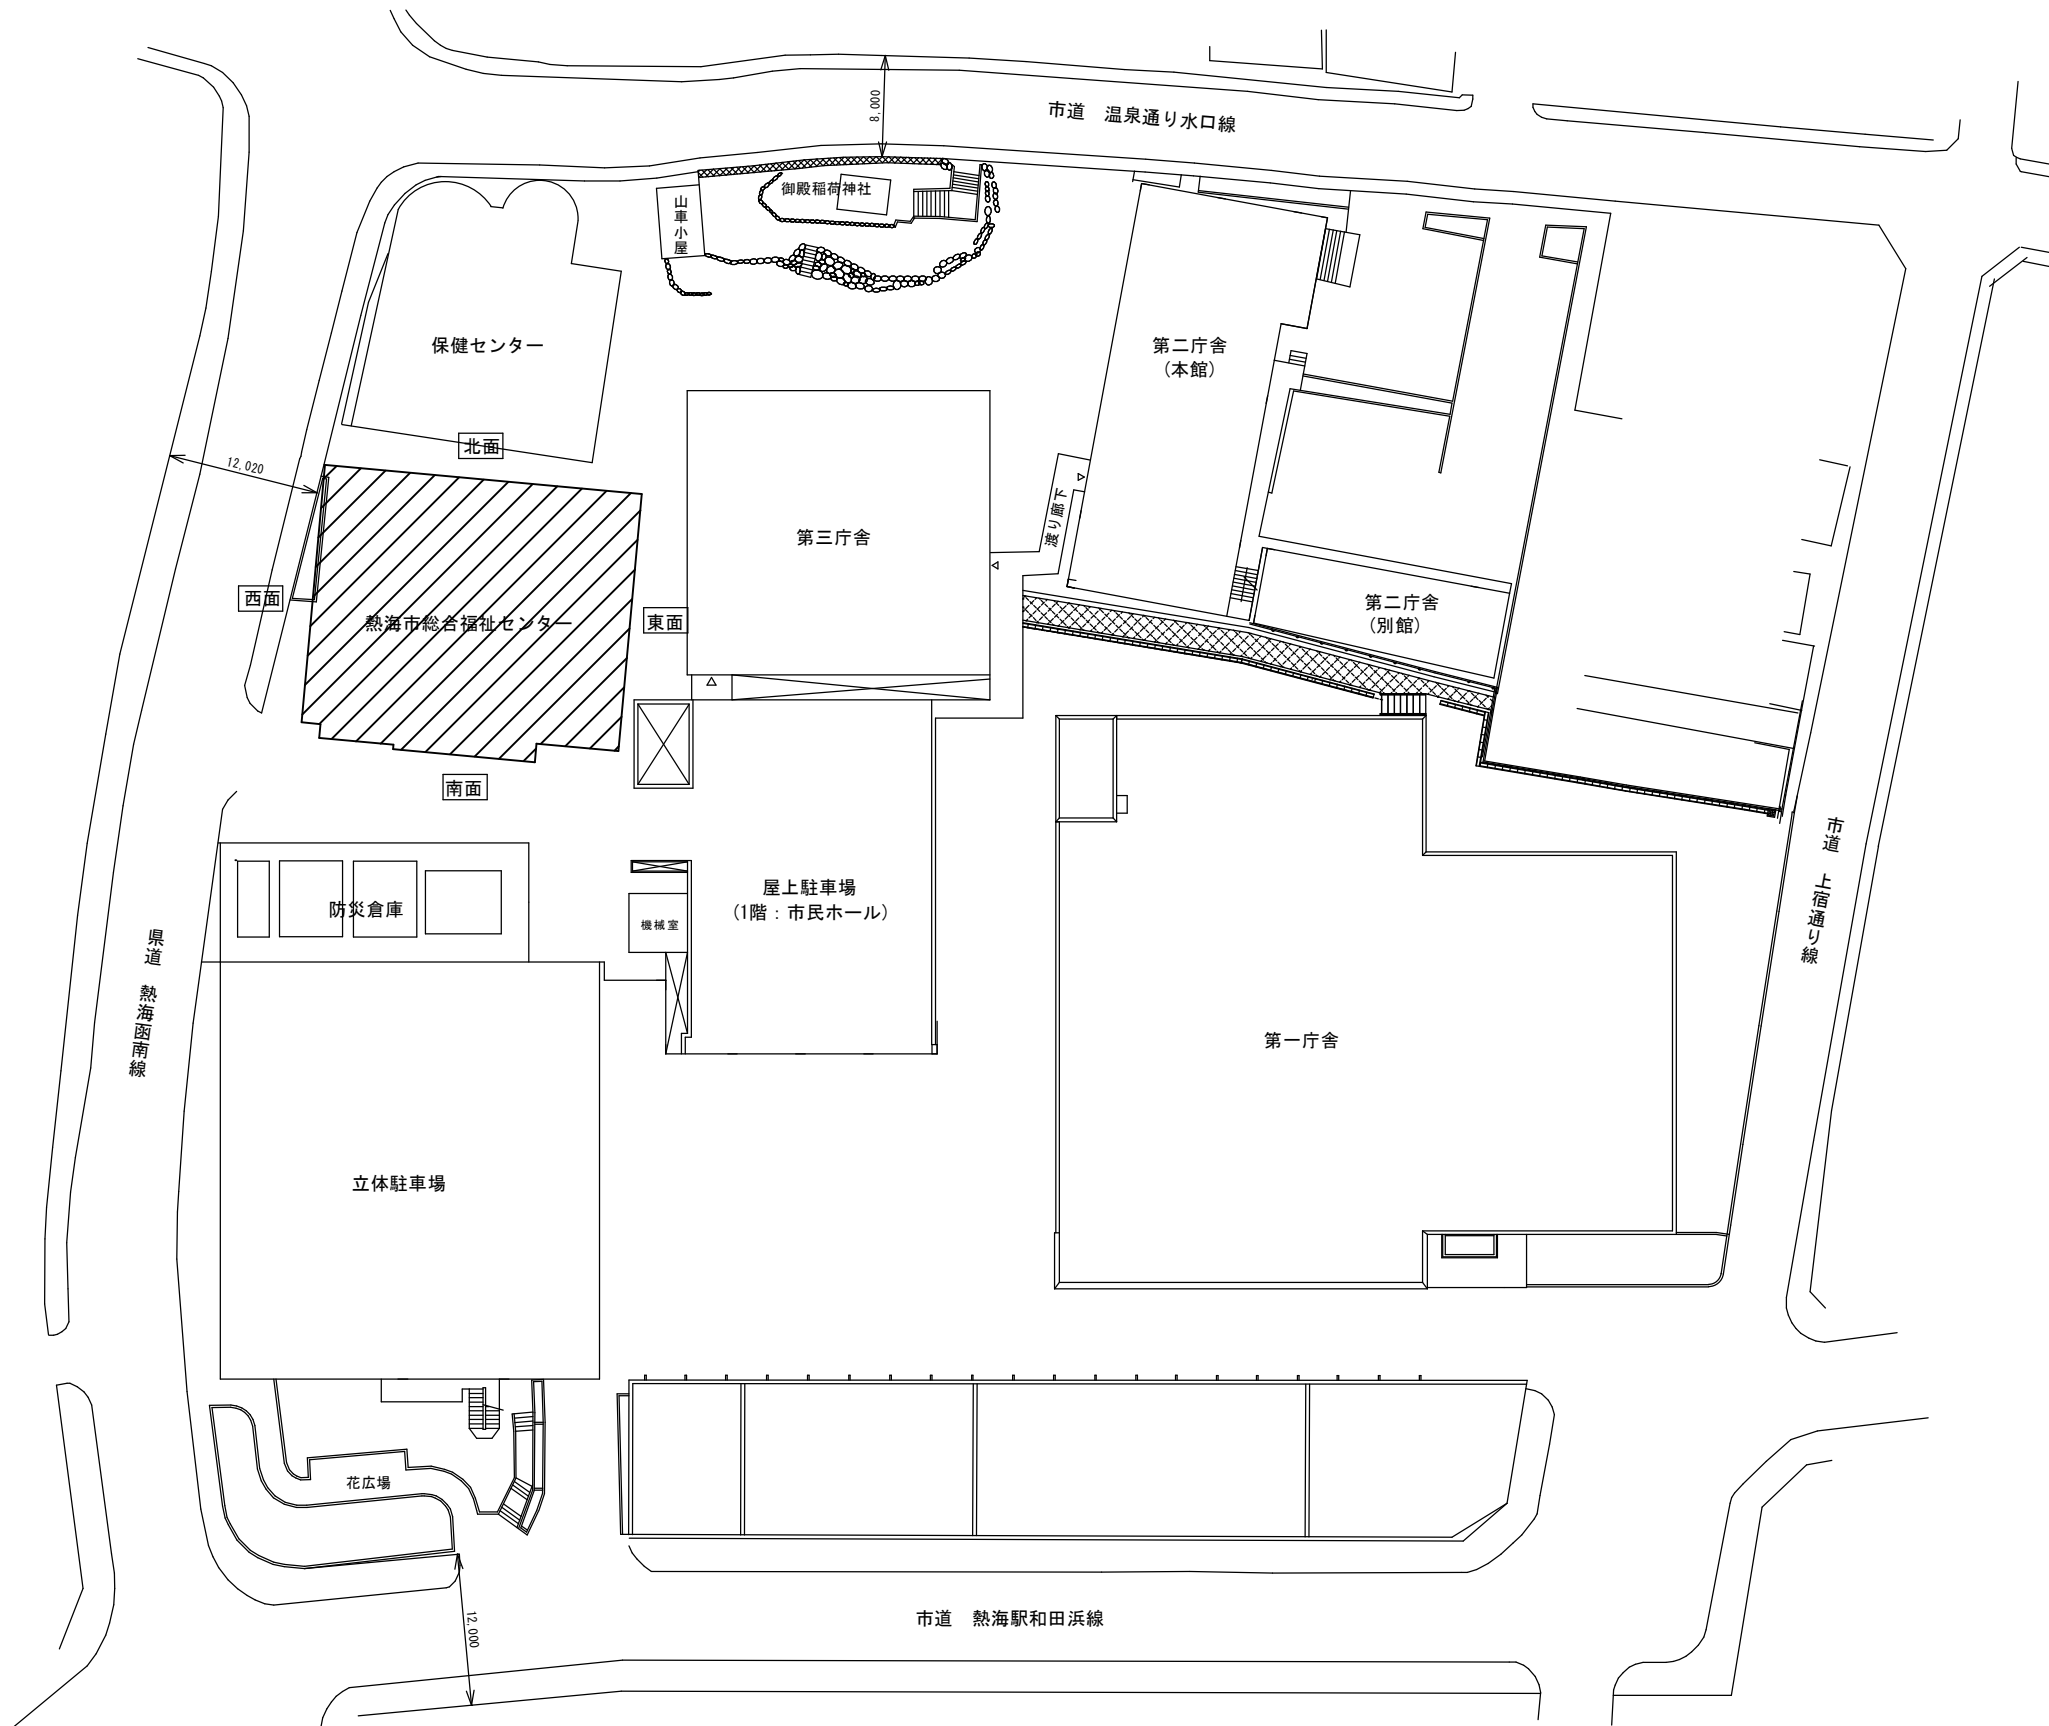 8,000
市道　温泉通り水口線
御殿稲荷神社
山車小屋
保健センター
第二庁舎
（本館）
北面
12,020
渡り廊下
第三庁舎
西面
熱海市総合福祉センター
東面
第二庁舎
（別館）
南面
市道　上宿通り線
防災倉庫
屋上駐車場
（1階：市民ホール）
機械室
県道　熱海函南線
第一庁舎
立体駐車場
花広場
12,000
市道　熱海駅和田浜線